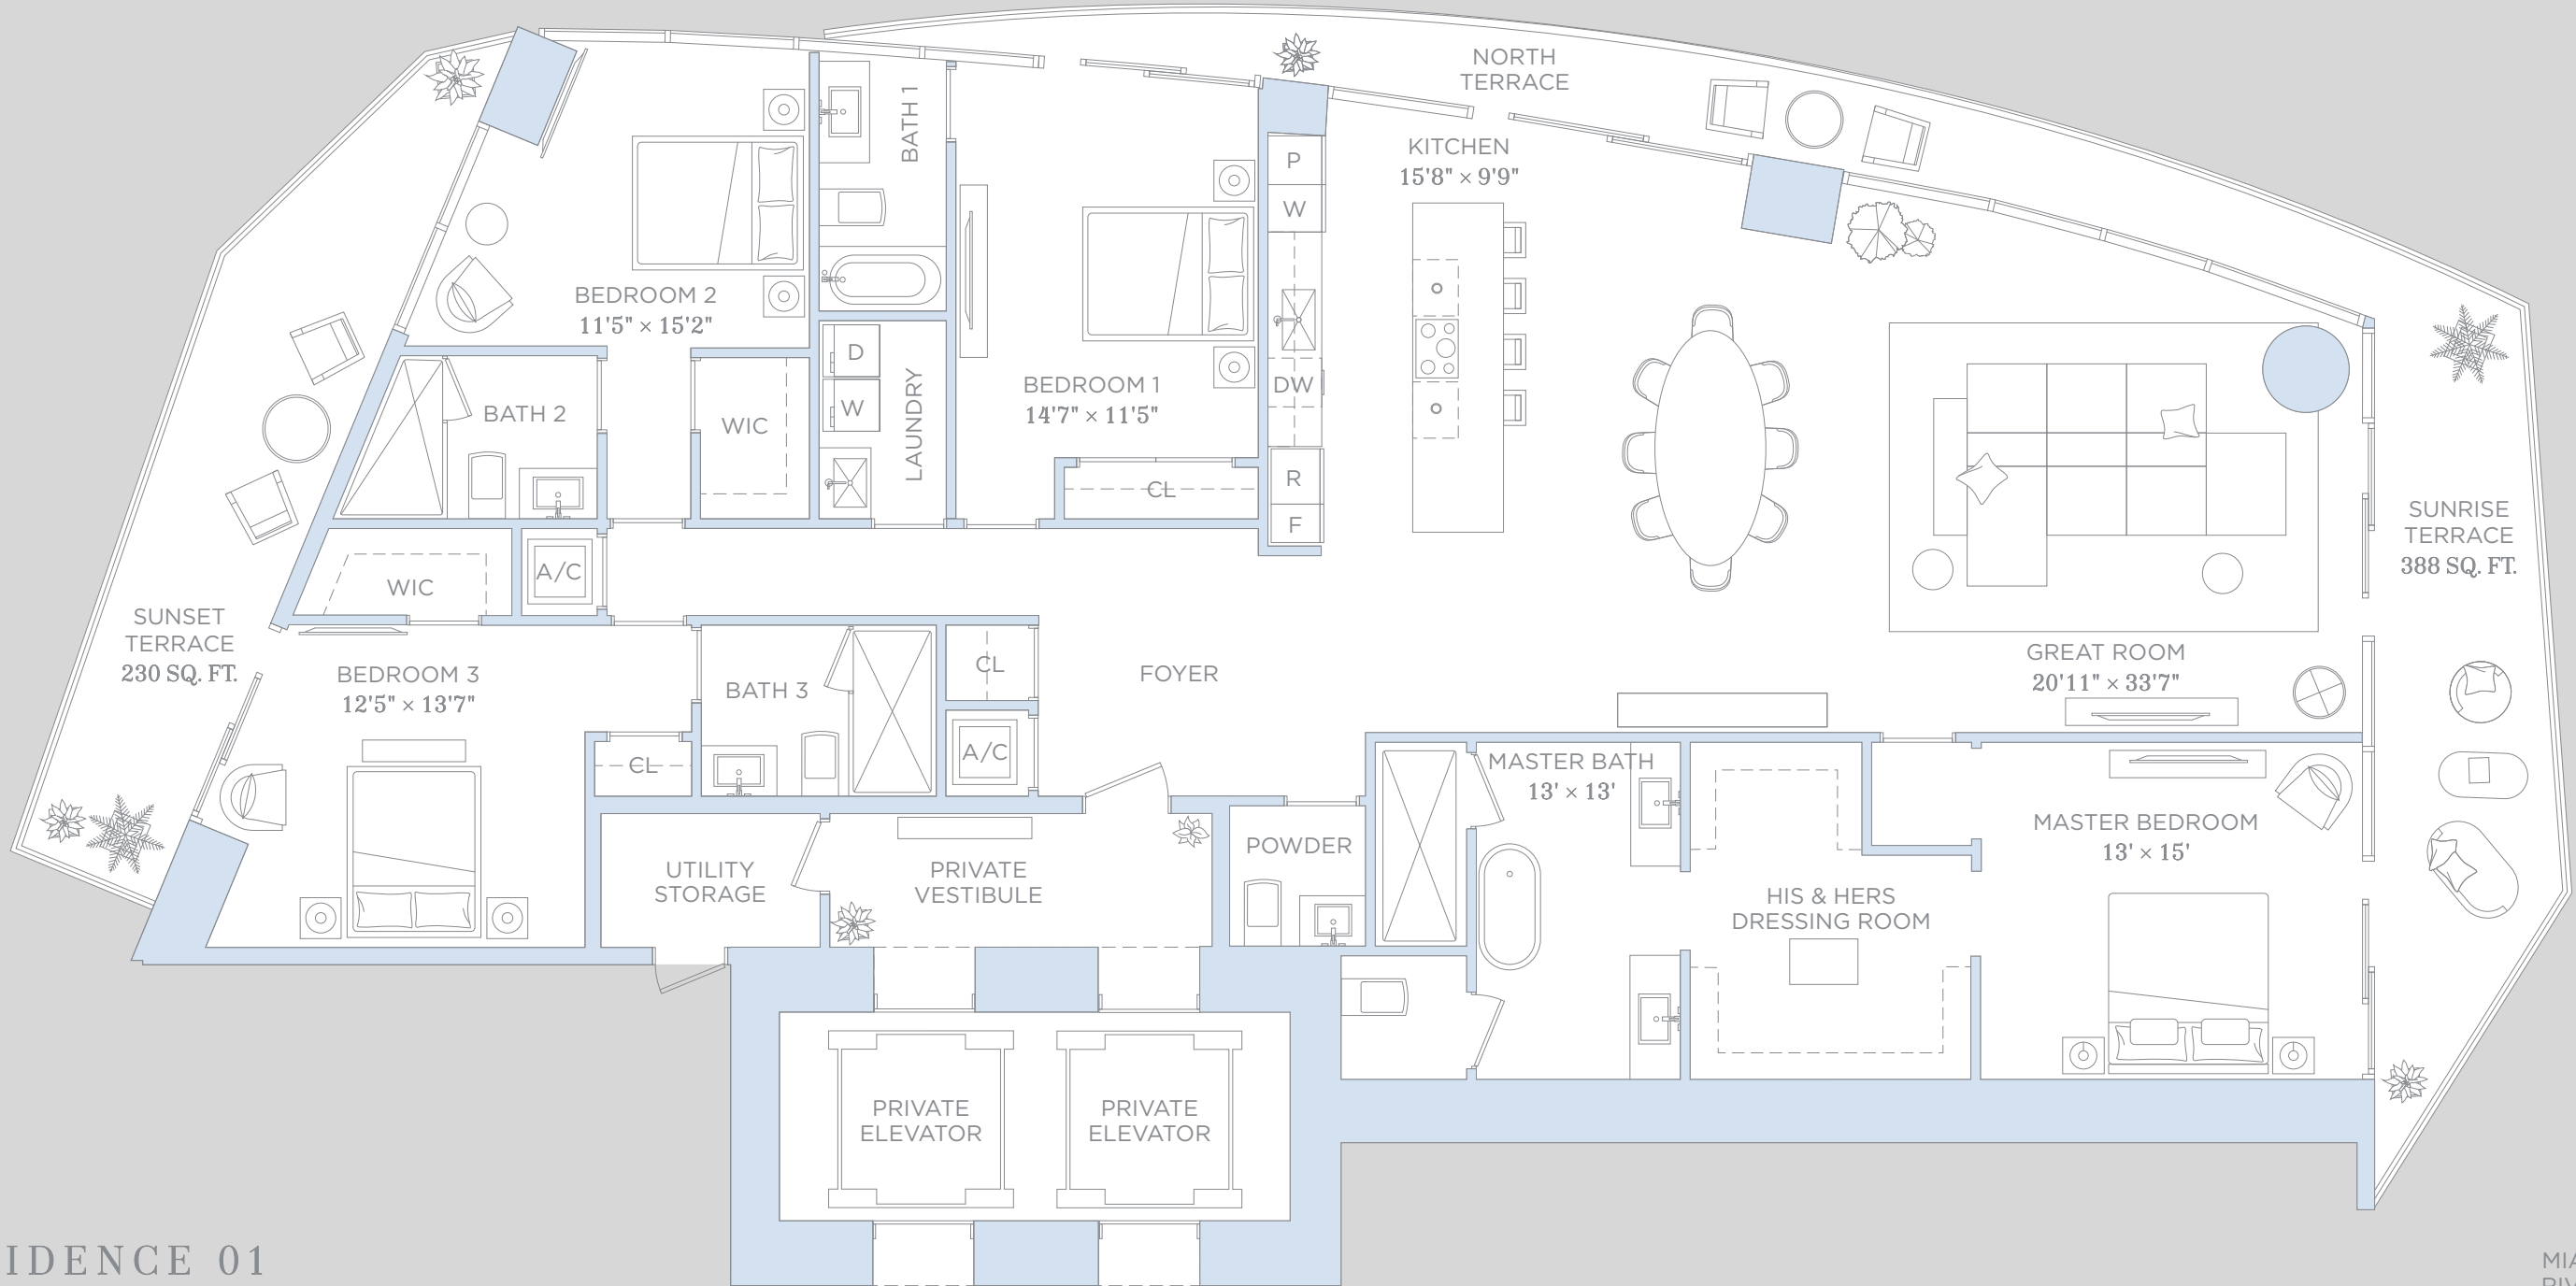 NORTH
TERRACE
BATH 1
P
W
KITCHEN
15'8" × 9'9"
BEDROOM 2
11'5" × 15'2"
D
W
LAUNDRY
BEDROOM 1
14'7" × 11'5"
DW
BATH 2
WIC
CL
R
F
SUNRISE
TERRACE
388 SQ. FT.
WIC
A/C
SUNSET
TERRACE
230 SQ. FT.
BEDROOM 3
12'5" × 13'7"
BATH 3
CL
FOYER
GREAT ROOM
20'11" × 33'7"
CL
A/C
MASTER BATH
13' × 13'
MASTER BEDROOM
13' × 15'
UTILITY
STORAGE
PRIVATE
VESTIBULE
POWDER
HIS & HERS
DRESSING ROOM
PRIVATE
ELEVATOR
PRIVATE
ELEVATOR
IDENCE 01